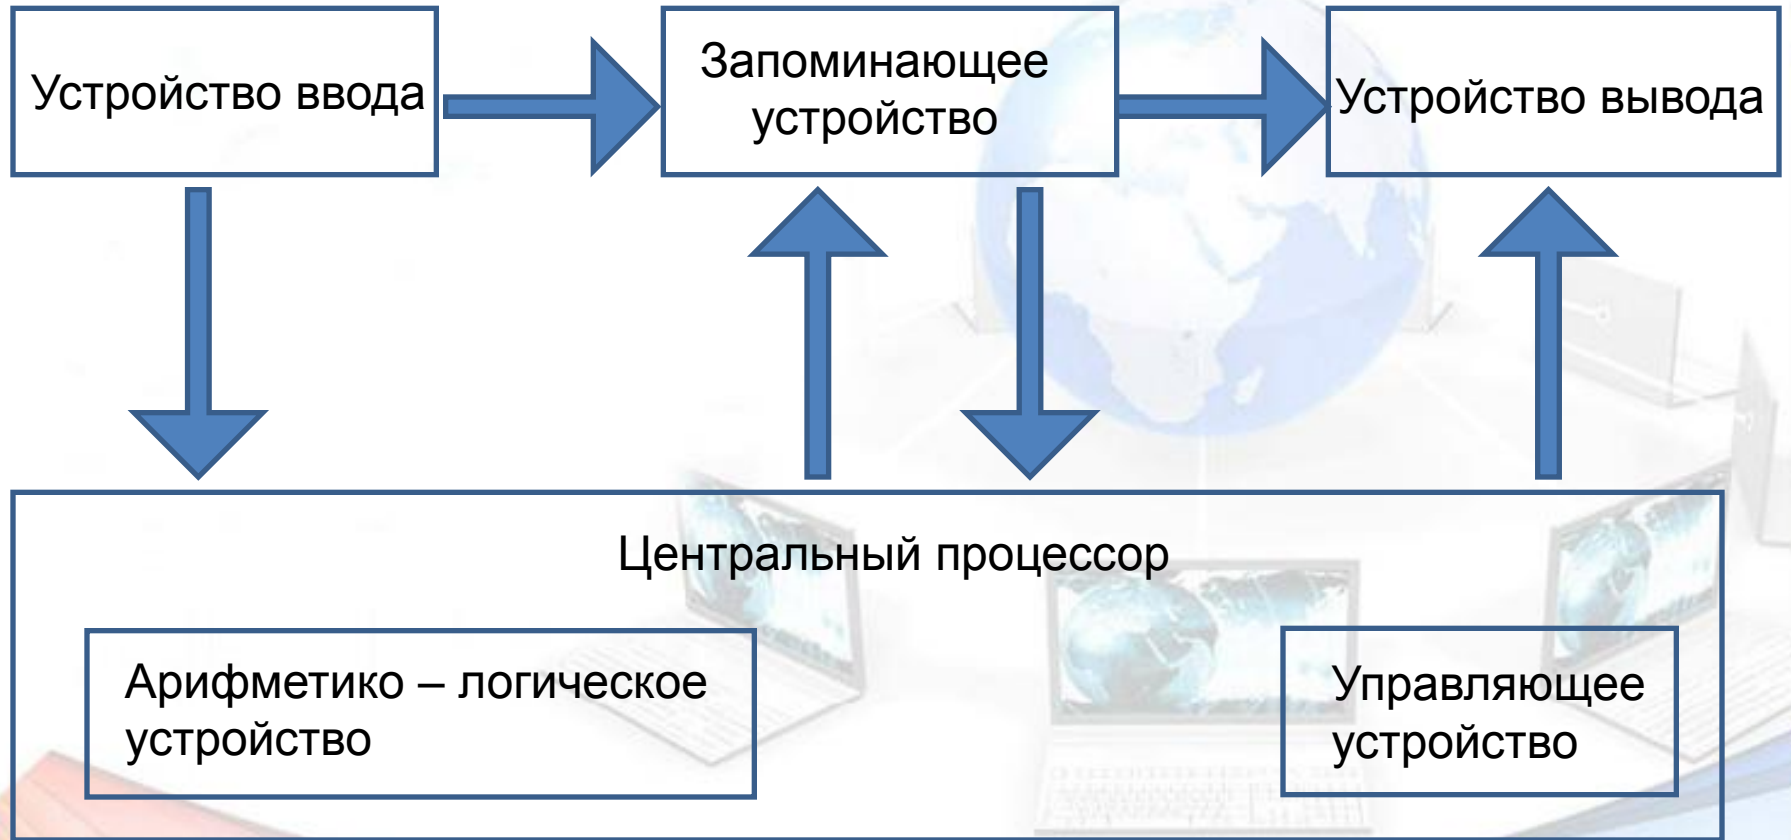 Устройство ввода
Запоминающее
устройство
Устройство вывода
Центральный процессор
Арифметико – логическое
устройство
Управляющее
устройство